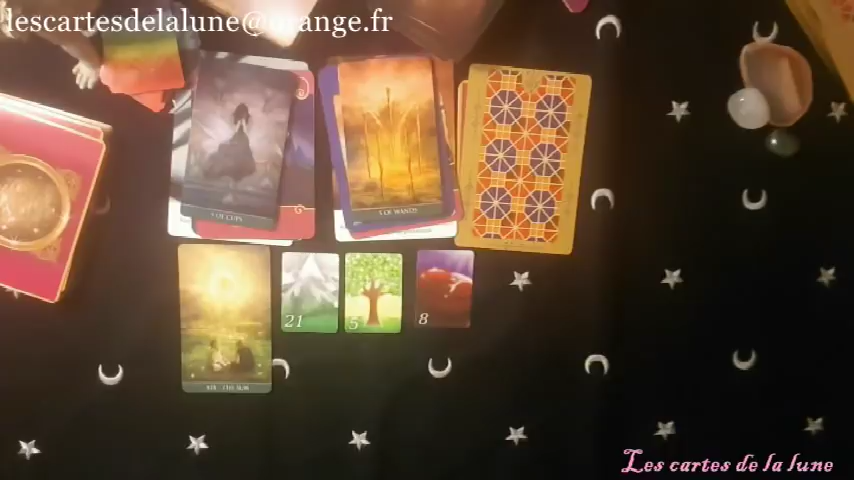 lescartesdelalune@orange.fr
5 OF CUPS
5 OF WANDS
21
5
8
XIX · THE SUN
Les cartes de la lune